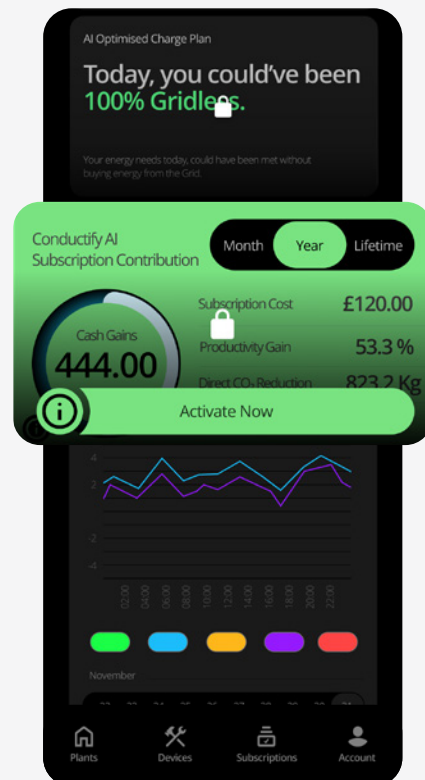 AI Optimised Charge Plan
Today, you could've been
100% Gridless.
Your energy needs today, could have been met without
buying energy from the Grid.
Conductify AI
Subscription Contribution
Month Year Lifetime
Cash Gains
444.00
Subscription Cost £120.00
Productivity Gain 53.3 %
Direct CO₂ Reduction 823.2 Kg
Activate Now
4
2
-2
-4
02:00 04:00 06:00 08:00 10:00 12:00 14:00 16:00 18:00 20:00 22:00
November
Plants Devices Subscriptions Account